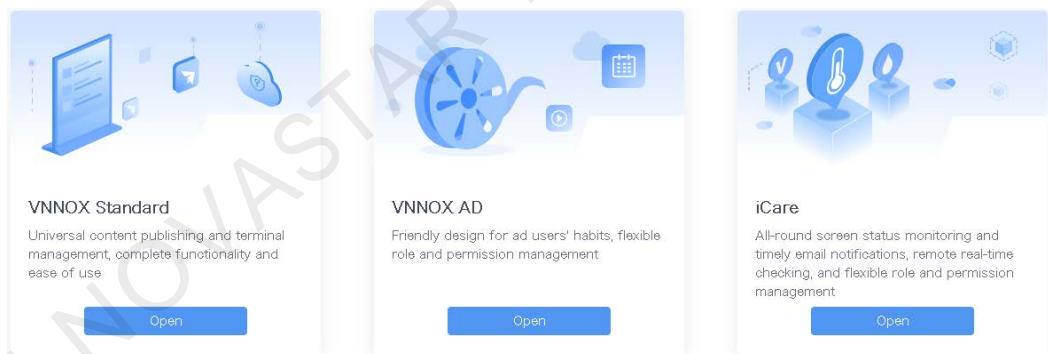 VNNOX Standard
Universal content publishing and terminal
management, complete functionality and
ease of use
Open
VNNOX AD
Friendly design for ad users' habits, flexible
role and permission management
Open
iCare
All-round screen status monitoring and
timely email notifications, remote real-time
checking, and flexible role and permission
management
Open
NOVASTAR